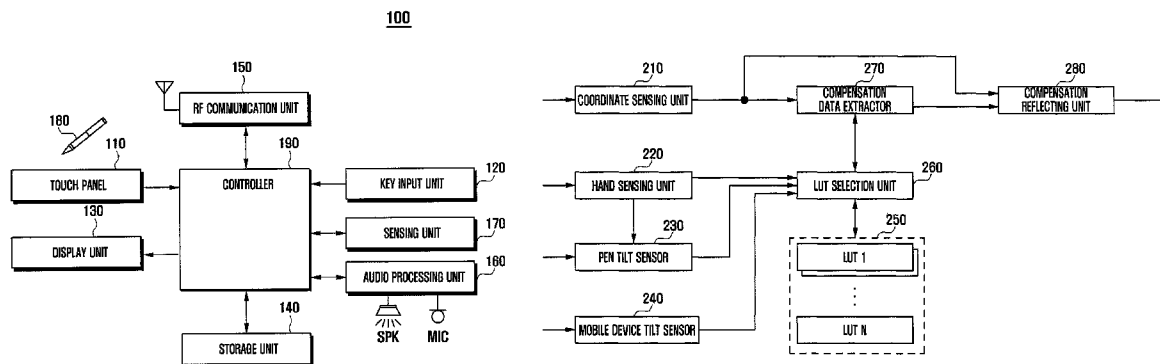 100
150
RF COMMUNICATION UNIT
180
110
TOUCH PANEL
190
CONTROLLER
KEY INPUT UNIT
120
130
DISPLAY UNIT
SENSING UNIT
170
AUDIO PROCESSING UNIT
160
SPK
MIC
140
STORAGE UNIT
210
COORDINATE SENSING UNIT
270
COMPENSATION
DATA EXTRACTOR
280
COMPENSATION
REFLECTING UNIT
220
HAND SENSING UNIT
LUT SELECTION UNIT
260
230
PEN TILT SENSOR
250
LUT 1
LUT N
240
MOBILE DEVICE TILT SENSOR